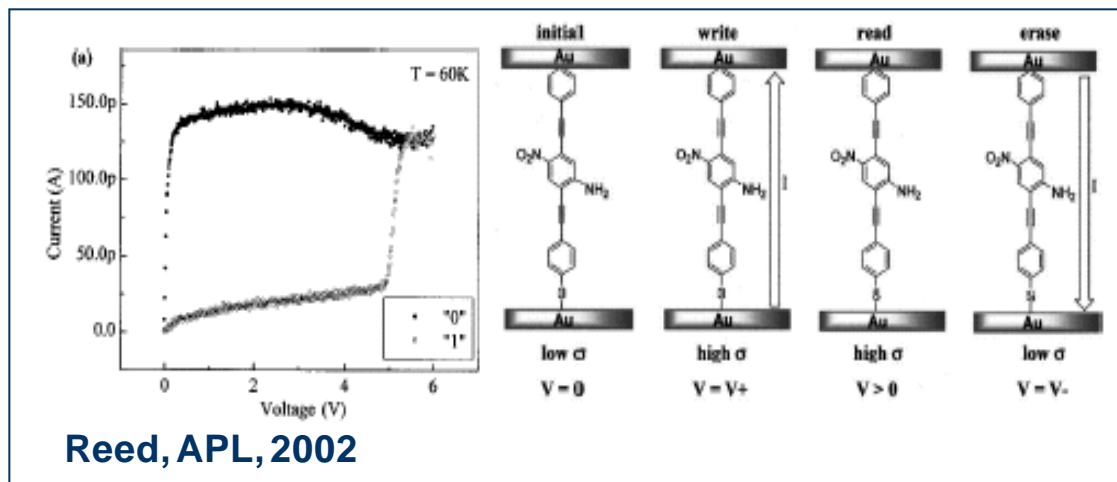 (a)
T = 60K
150.0p
100.0p
50.0p
0.0
Current (A)
"0"
"1"
0 2 4 6
Voltage (V)
initial write read erase
Au Au Au Au
O₂N O₂N O₂N O₂N
NH₂ NH₂ NH₂ NH₂
I I
S S
Au Au Au Au
low σ high σ high σ low σ
V = 0 V = V+ V > 0 V = V-
Reed, APL, 2002